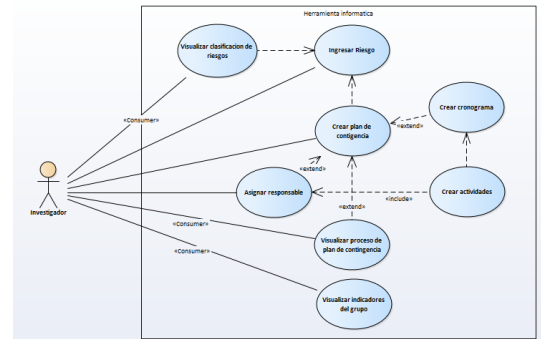 Herramienta informatica
Visualizar clasificacion de
riesgos
Ingresar Riesgo
«Consumer»
Crear plan de
contigencia
Crear cronograma
«extend»
«extend»
Investigador
Asignar responsable
Crear actividades
«include»
«extend»
«Consumer»
Visualizar proceso de
plan de contingencia
«Consumer»
Visualizar indicadores
del grupo